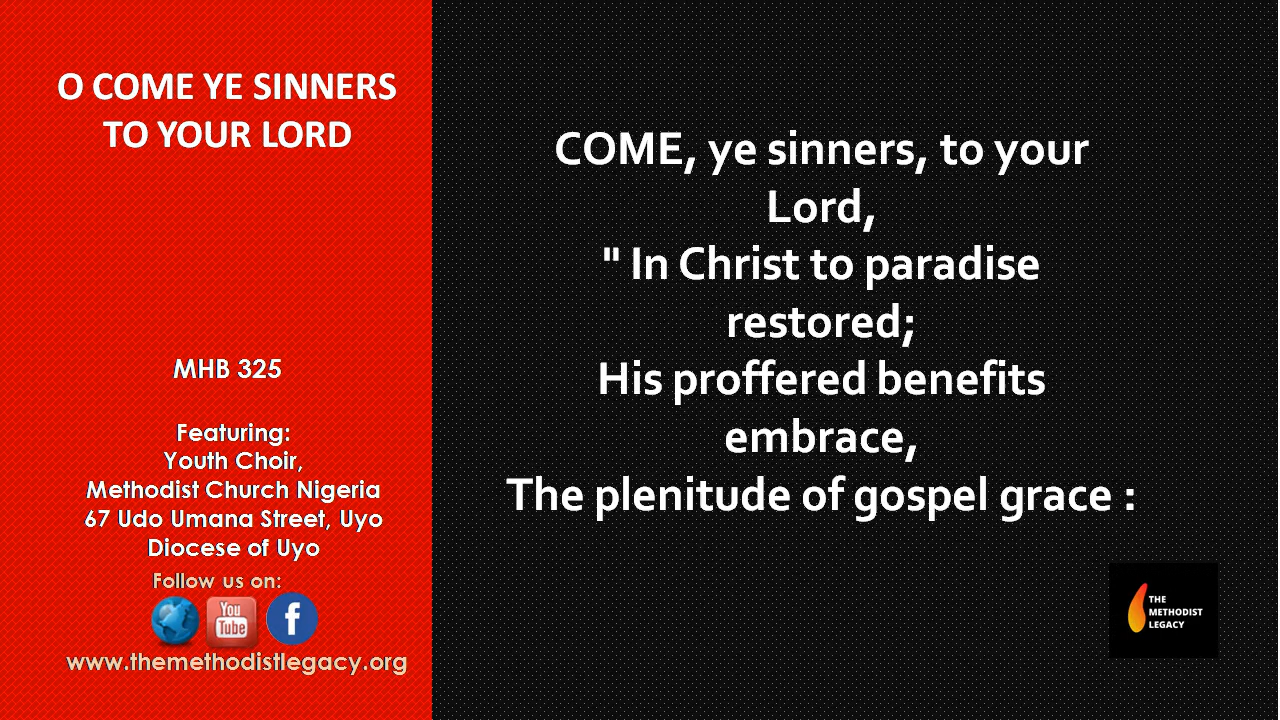 O COME YE SINNERS
TO YOUR LORD
MHB 325
Featuring:
Youth Choir,
Methodist Church Nigeria
67 Udo Umana Street, Uyo
Diocese of Uyo
Follow us on:
You
Tube
f
www.themethodistlegacy.org
COME, ye sinners, to your
Lord,
" In Christ to paradise
restored;
His proffered benefits
embrace,
The plenitude of gospel grace :
THE
METHODIST
LEGACY